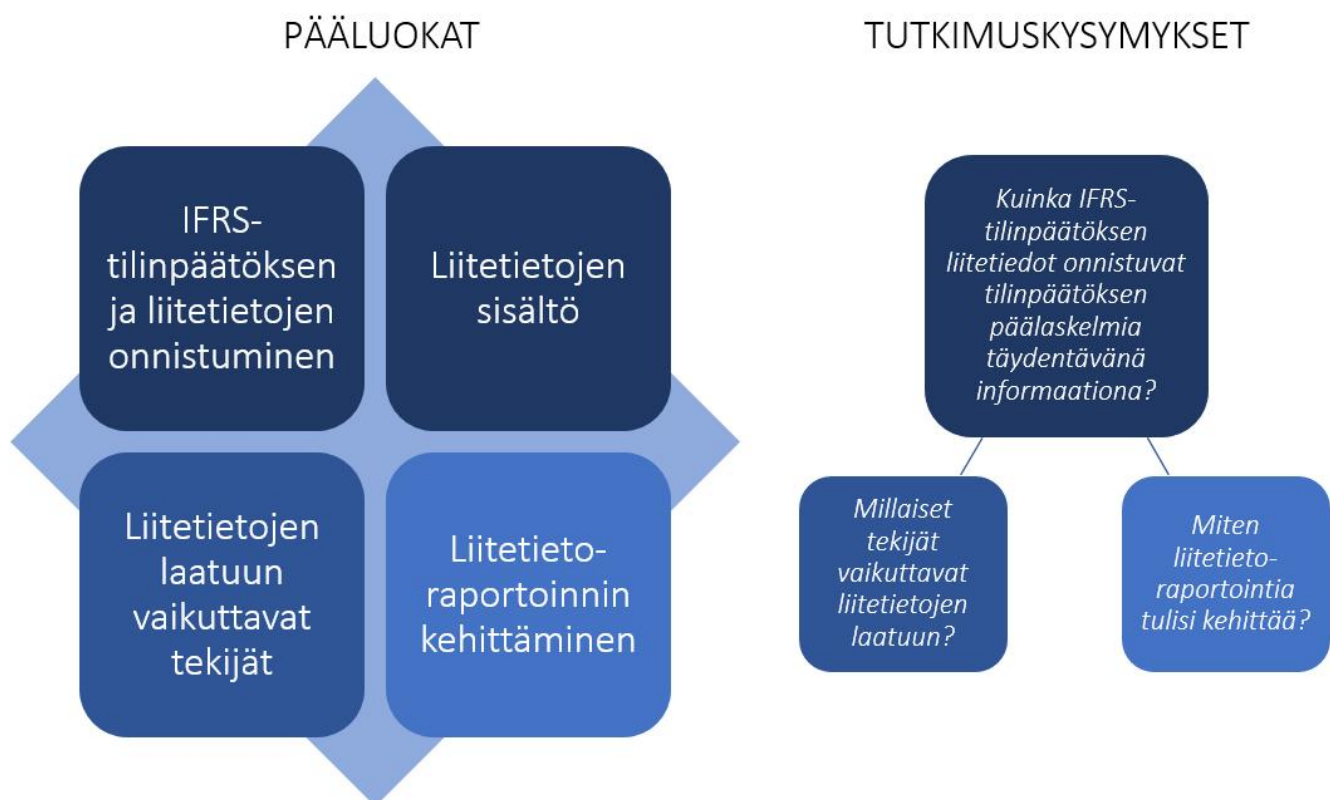 PÄÄLUOKAT
IFRS-
tilinpäätöksen
ja liitetietojen
onnistuminen
Liitetietojen
sisältö
Liitetietojen
laatuun
vaikuttavat
tekijät
Liitetieto-
raportoinnin
kehittäminen
TUTKIMUSKYSYMYKSET
Kuinka IFRS-
tilinpäätöksen
liitetiedot onnistuvat
tilinpäätöksen
päälaskelmia
täydentävänä
informaationa?
Millaiset
tekijät
vaikuttavat
liitetietojen
laatuun?
Miten
liitetieto-
raportointia
tulisi kehittää?